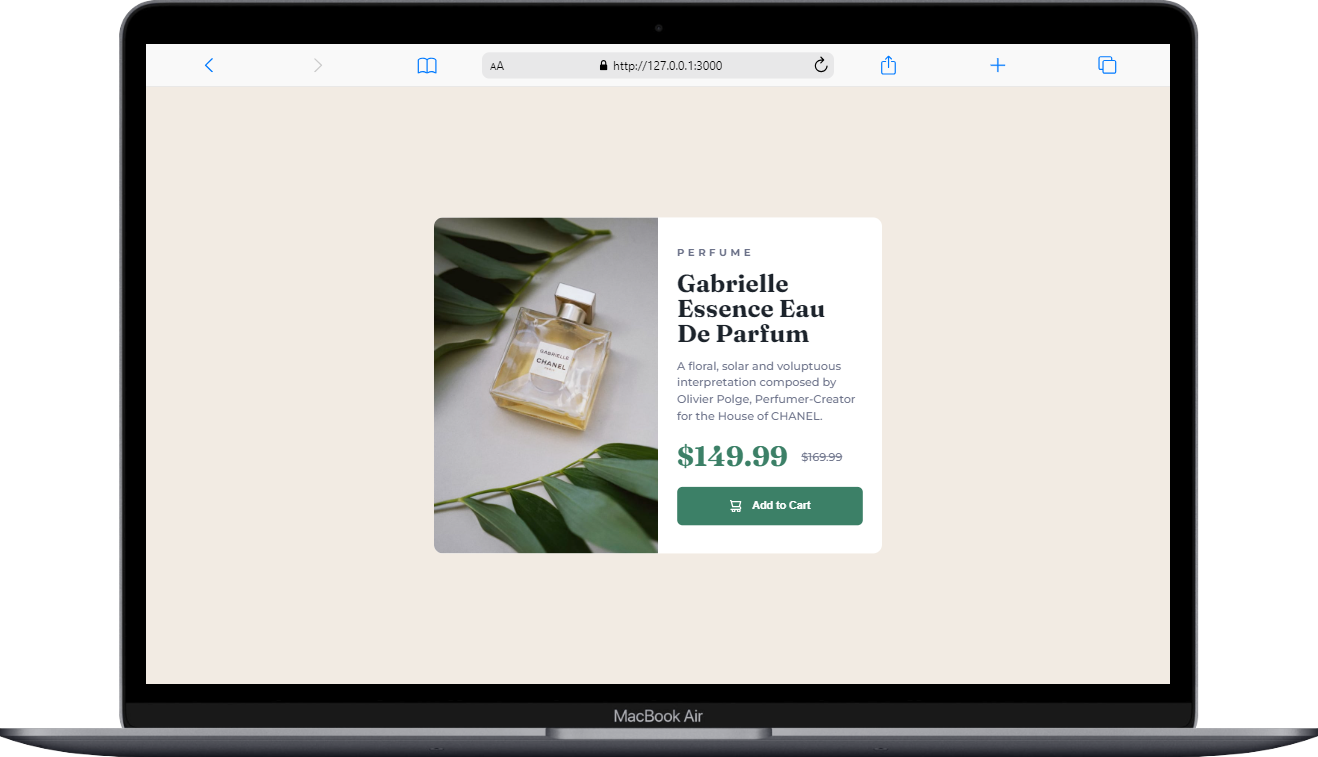 AA
http://127.0.0.1:3000
GABRIELLE
CHANEL
PERFUME
Gabrielle
Essence Eau
De Parfum
A floral, solar and voluptuous
interpretation composed by
Olivier Polge, Perfumer-Creator
for the House of CHANEL.
$149.99 $169.99
Add to Cart
MacBook Air